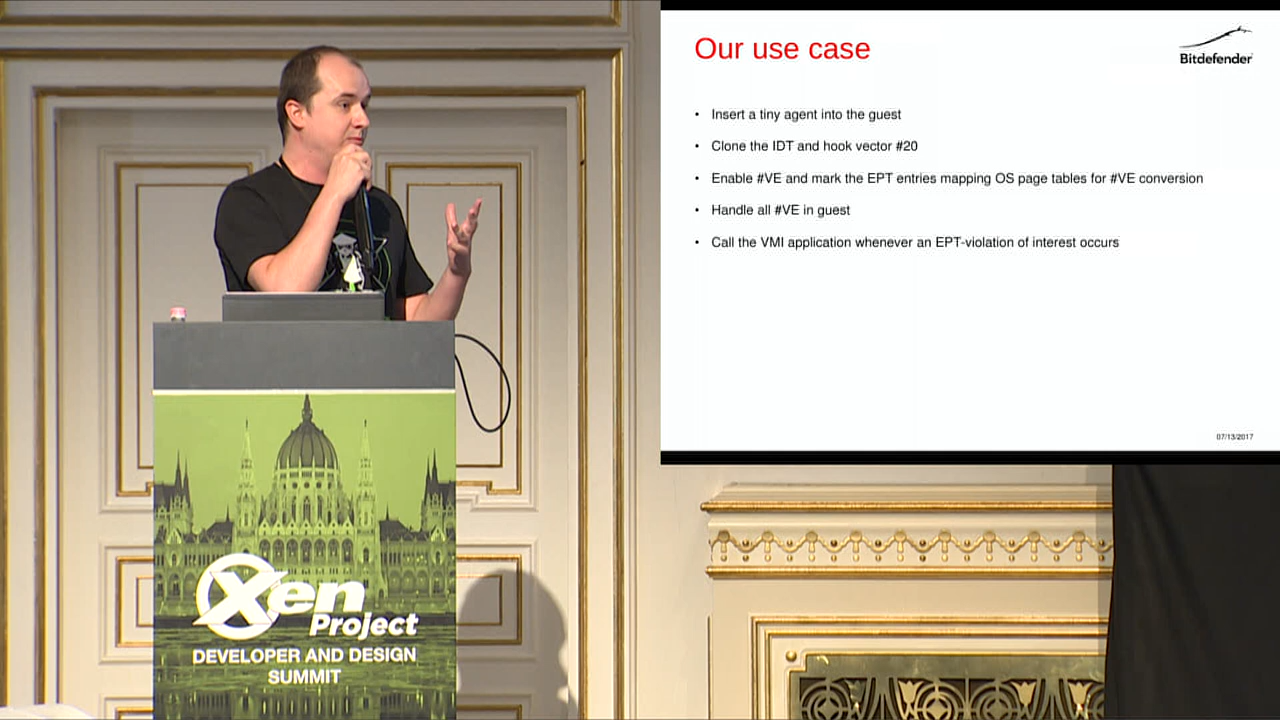 Our use case
Bitdefender
• Insert a tiny agent into the guest
• Clone the IDT and hook vector #20
• Enable #VE and mark the EPT entries mapping OS page tables for #VE conversion
• Handle all #VE in guest
• Call the VMI application whenever an EPT-violation of interest occurs
07/13/2017
Xen
Project
DEVELOPER AND DESIGN
SUMMIT